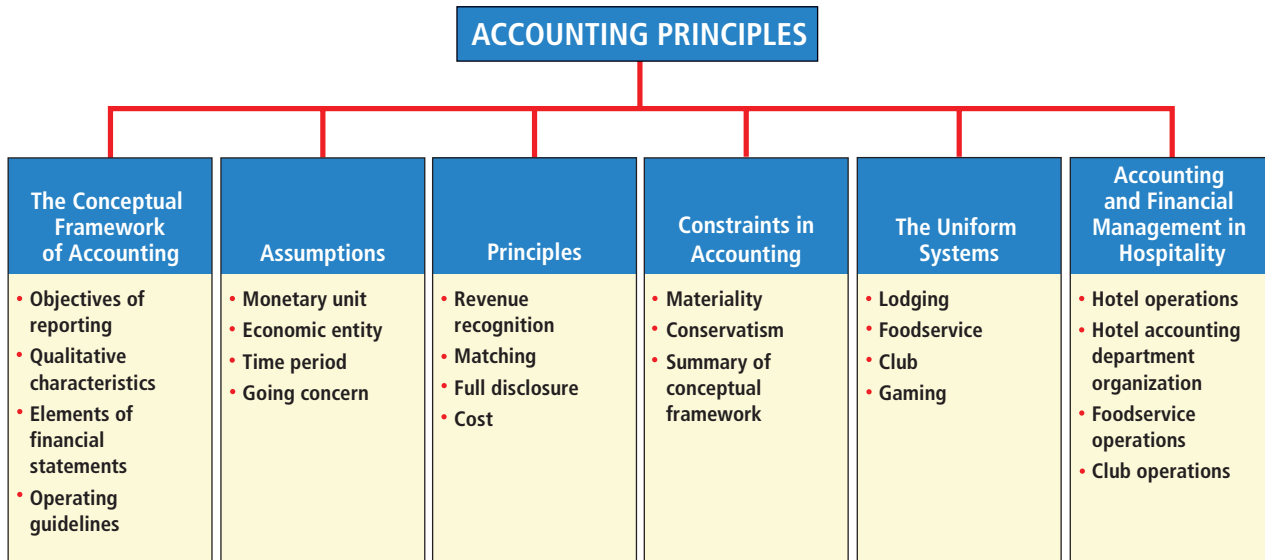 ACCOUNTING PRINCIPLES
The Conceptual
Framework
of Accounting
• Objectives of
reporting
• Qualitative
characteristics
• Elements of
financial
statements
• Operating
guidelines
Assumptions
• Monetary unit
• Economic entity
• Time period
• Going concern
Principles
• Revenue
recognition
• Matching
• Full disclosure
• Cost
Constraints in
Accounting
• Materiality
• Conservatism
• Summary of
conceptual
framework
The Uniform
Systems
• Lodging
• Foodservice
• Club
• Gaming
Accounting
and Financial
Management in
Hospitality
• Hotel operations
• Hotel accounting
department
organization
• Foodservice
operations
• Club operations